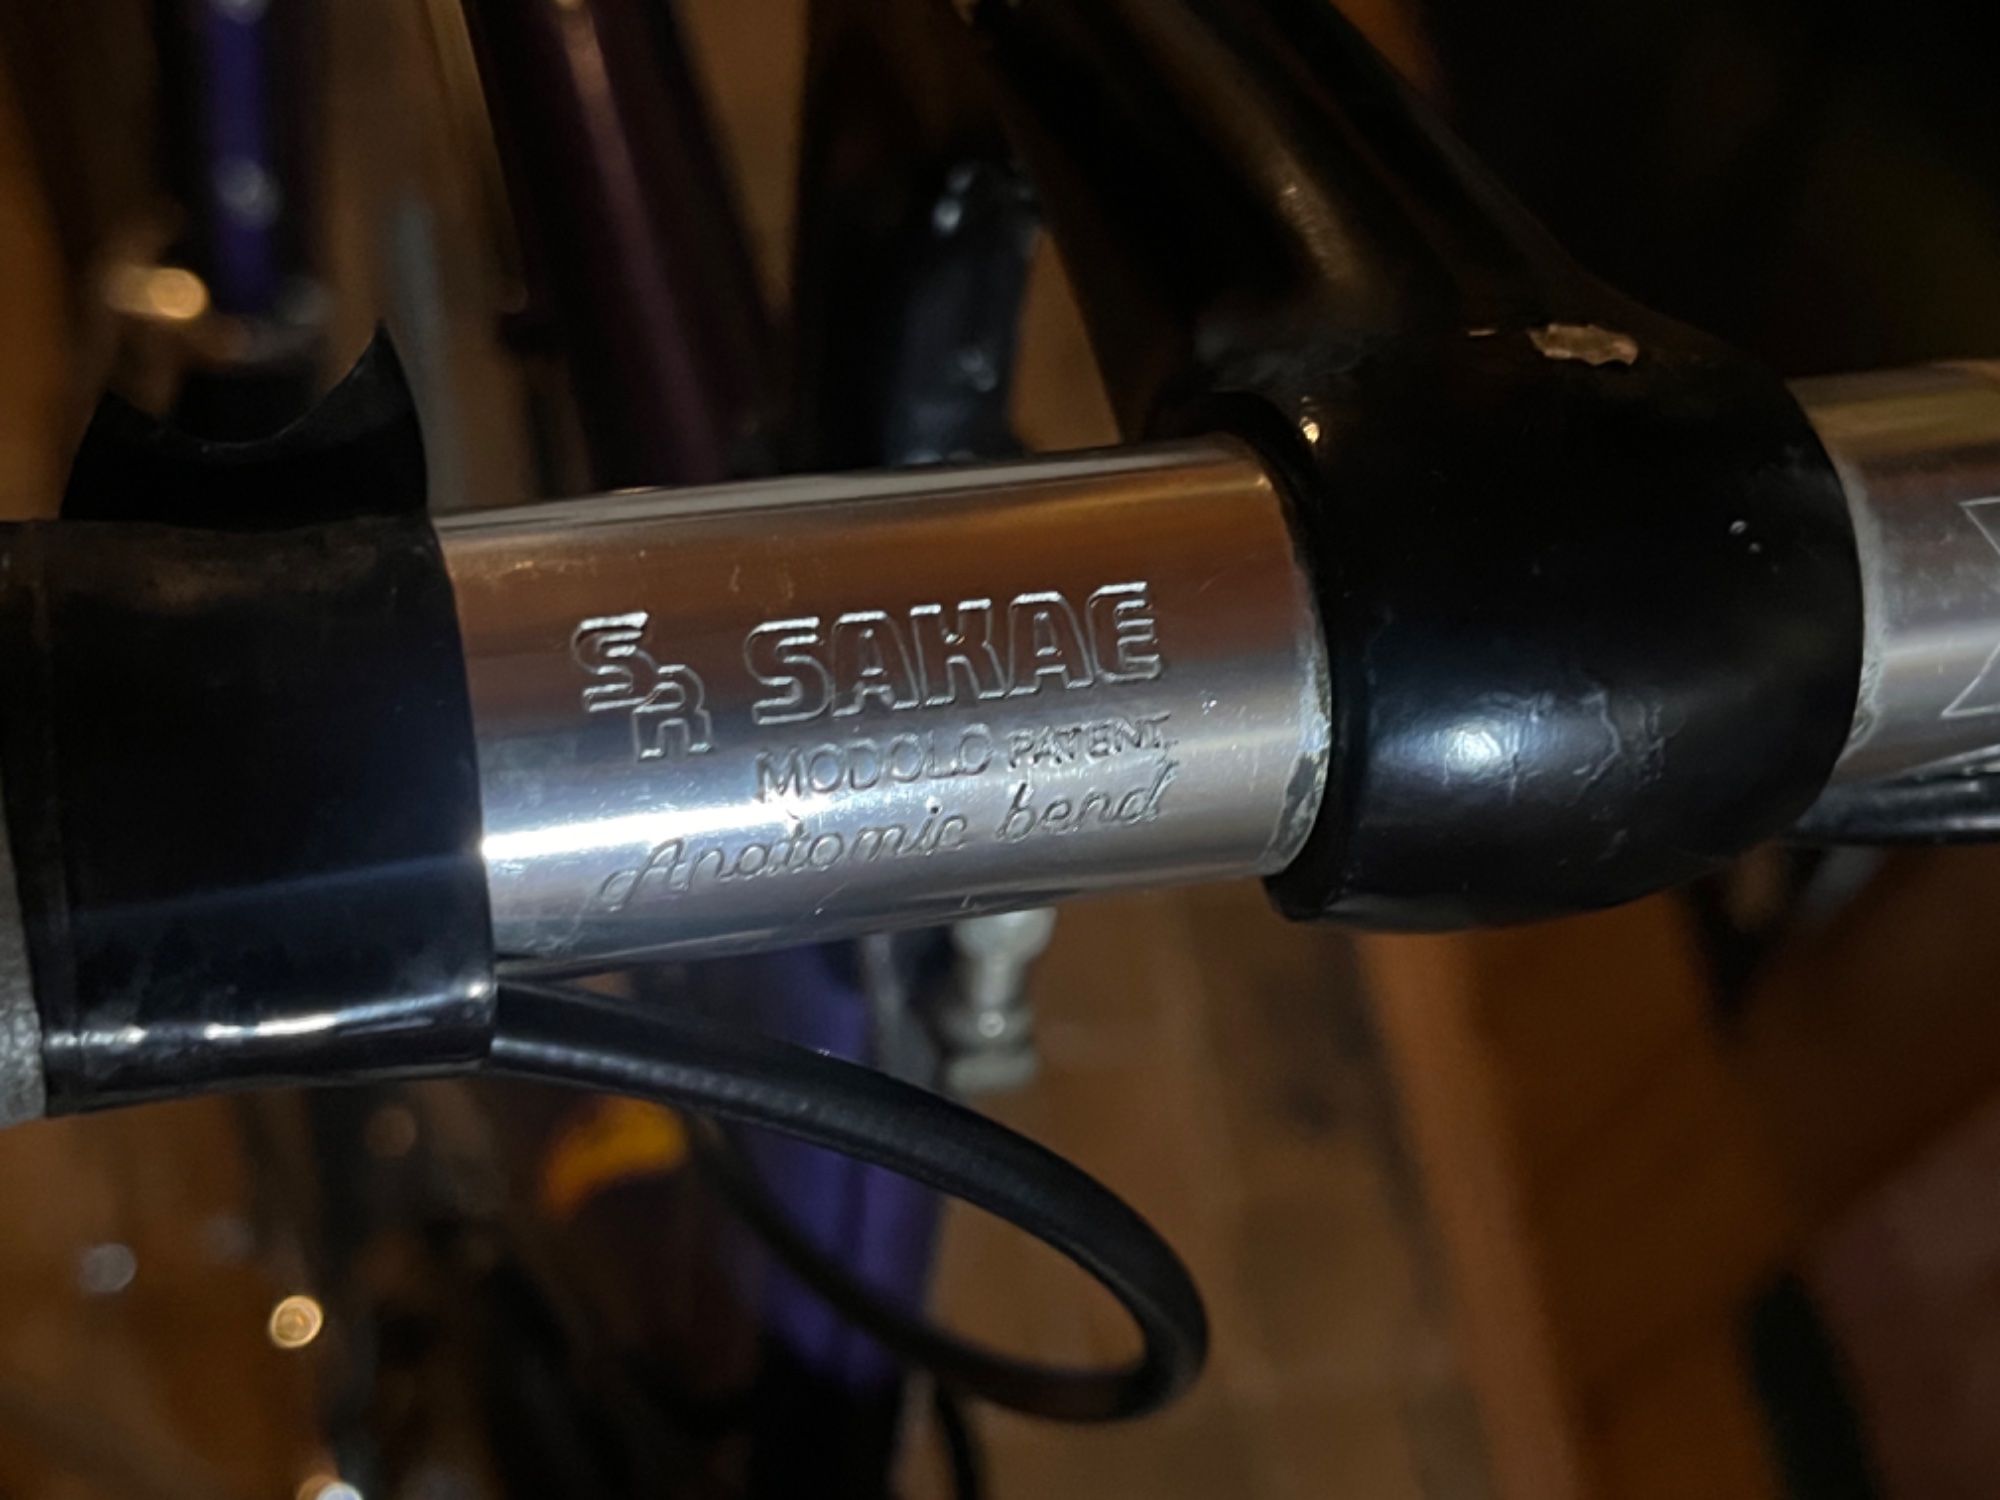 SR SAKAE
MODOLO PATENT.
Anatomic bend